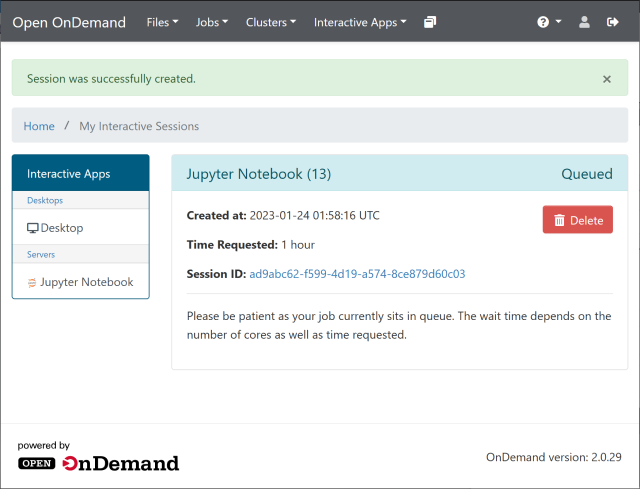 Open OnDemand Files Jobs Clusters Interactive Apps
Session was successfully created. ×
Home / My Interactive Sessions
Interactive Apps
Desktops
Desktop
Servers
Jupyter Notebook
Jupyter Notebook (13) Queued
Created at: 2023-01-24 01:58:16 UTC
Delete
Time Requested: 1 hour
Session ID: ad9abc62-f599-4d19-a574-8ce879d60c03
Please be patient as your job currently sits in queue. The wait time depends on the
number of cores as well as time requested.
powered by
OPEN OnDemand
OnDemand version: 2.0.29